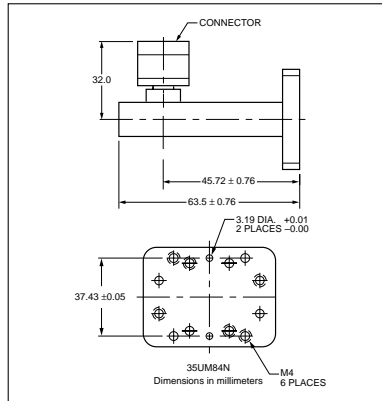 CONNECTOR
32.0
45.72 ± 0.76
63.5 ± 0.76
3.19 DIA. +0.01
2 PLACES –0.00
37.43 ±0.05
35UM84N
Dimensions in millimeters
M4
6 PLACES